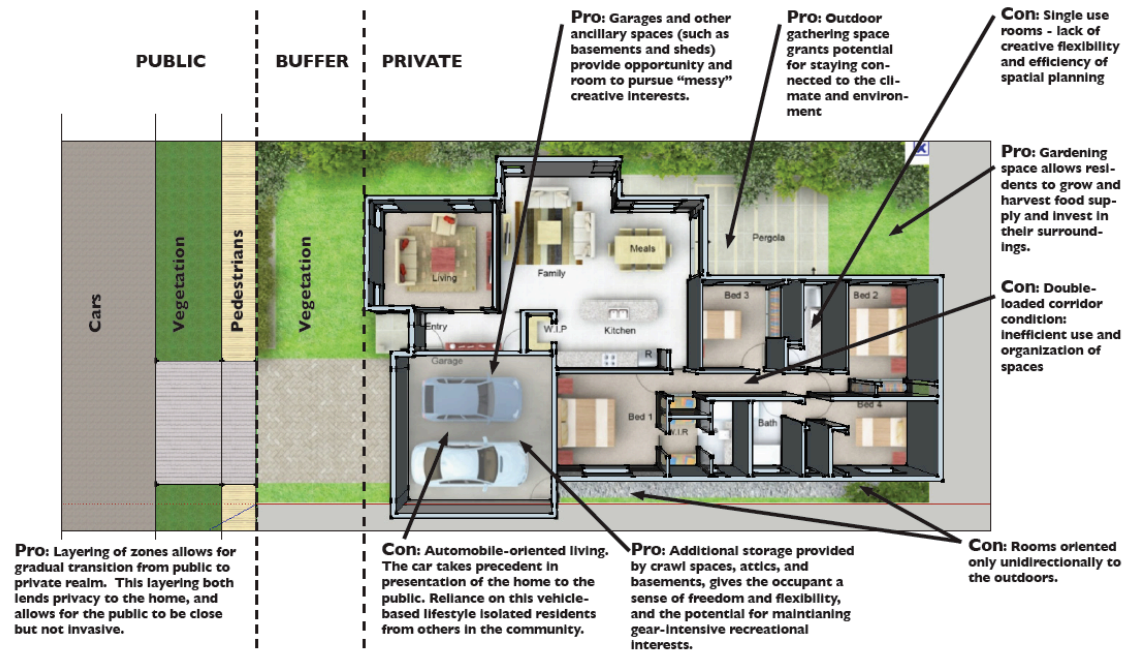 PUBLIC
BUFFER
PRIVATE
Pro: Garages and other
ancillary spaces (such as
basements and sheds)
provide opportunity and
room to pursue “messy”
creative interests.
Pro: Outdoor
gathering space
grants potential
for staying con-
nected to the cli-
mate and environ-
ment
Con: Single use
rooms - lack of
creative flexibility
and efficiency of
spatial planning
Pro: Gardening
space allows resi-
dents to grow and
harvest food sup-
ply and invest in
their surround-
ings.
Con: Double-
loaded corridor
condition:
inefficient use and
organization of
spaces
Cars
Vegetation
Pedestrians
Vegetation
Living
Family
Meals
Pergola
Entry
W.I.P
Kitchen
R
Garage
Bed 3
Bed 2
Bed 1
W.I.R
Bath
Bed 4
Pro: Layering of zones allows for
gradual transition from public to
private realm.  This layering both
lends privacy to the home, and
allows for the public to be close
but not invasive.
Con: Automobile-oriented living.
The car takes precedent in
presentation of the home to the
public. Reliance on this vehicle-
based lifestyle isolated residents
from others in the community.
Pro: Additional storage provided
by crawl spaces, attics, and
basements, gives the occupant a
sense of freedom and flexibility,
and the potential for maintianing
gear-intensive recreational
interests.
Con: Rooms oriented
only unidirectionally to
the outdoors.